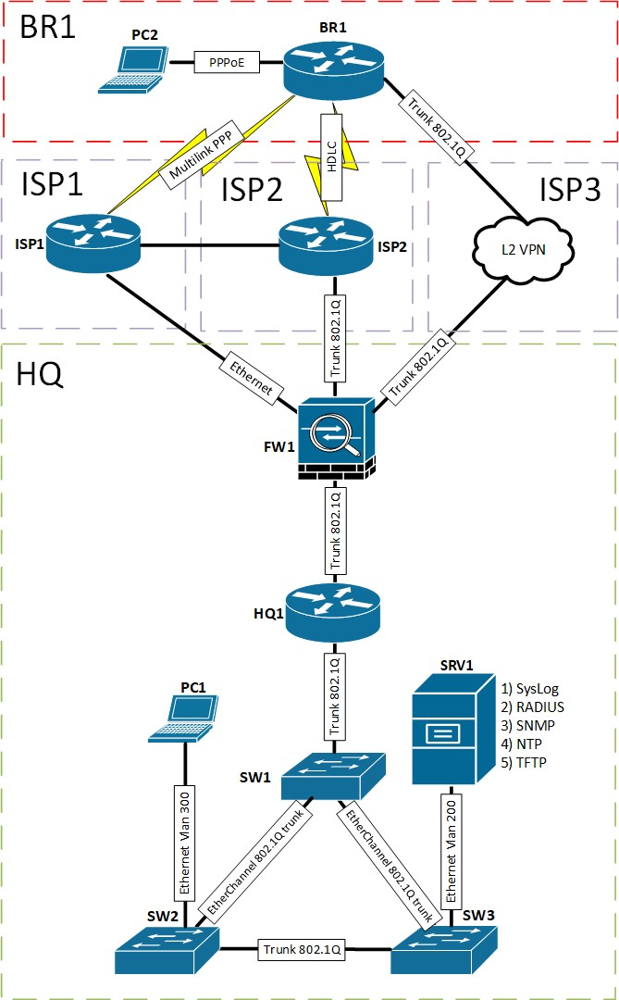 BR1
PC2
PPPoE
BR1
Multilink PPP
HDLC
Trunk 802.1Q
ISP1
ISP2
ISP3
ISP1
ISP2
L2 VPN
Ethernet
Trunk 802.1Q
Trunk 802.1Q
HQ
FW1
Trunk 802.1Q
HQ1
Trunk 802.1Q
PC1
SRV1
1) SysLog
2) RADIUS
3) SNMP
4) NTP
5) TFTP
SW1
Ethernet Vlan 300
EtherChannel 802.1Q trunk
EtherChannel 802.1Q trunk
Ethernet Vlan 200
SW2
SW3
Trunk 802.1Q